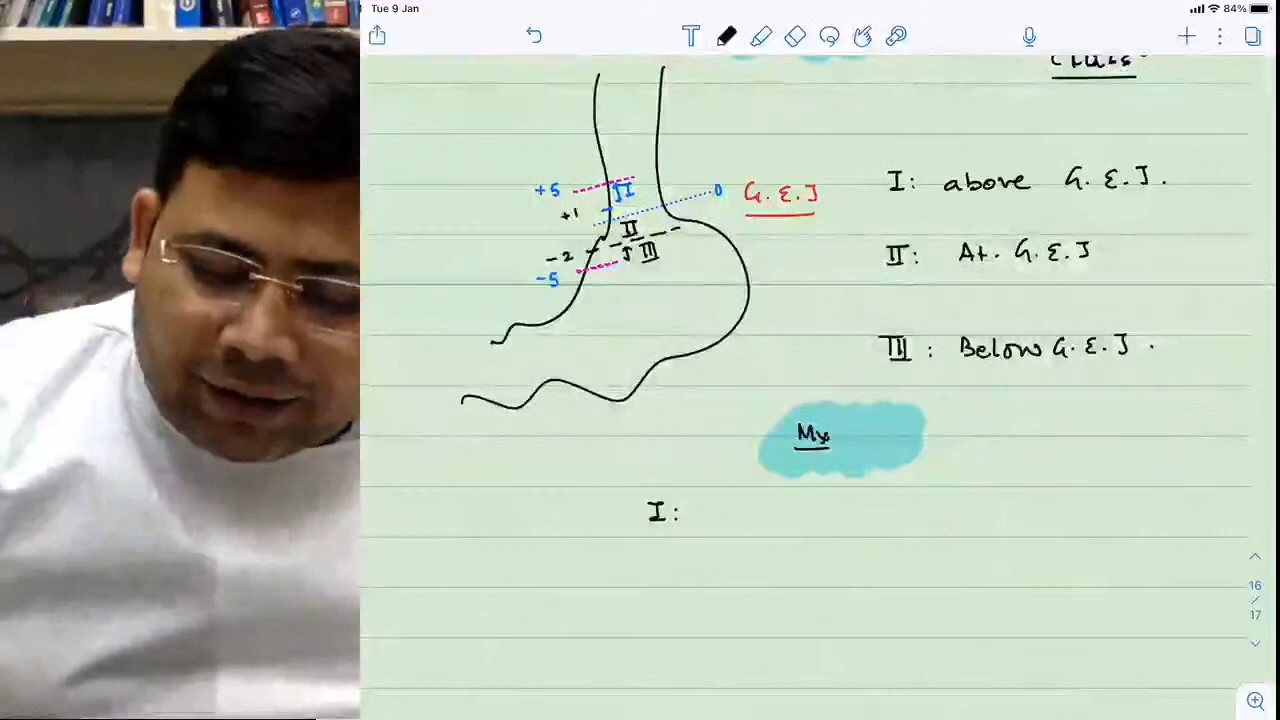 Tue 9 Jan
84%
T
Class
+5
II
0
G.E.J
I: above G.E.J.
+1
II
II: At. G.E.J
-2
III
-5
III: Below G.E.J.
Mx
I:
16
/
17